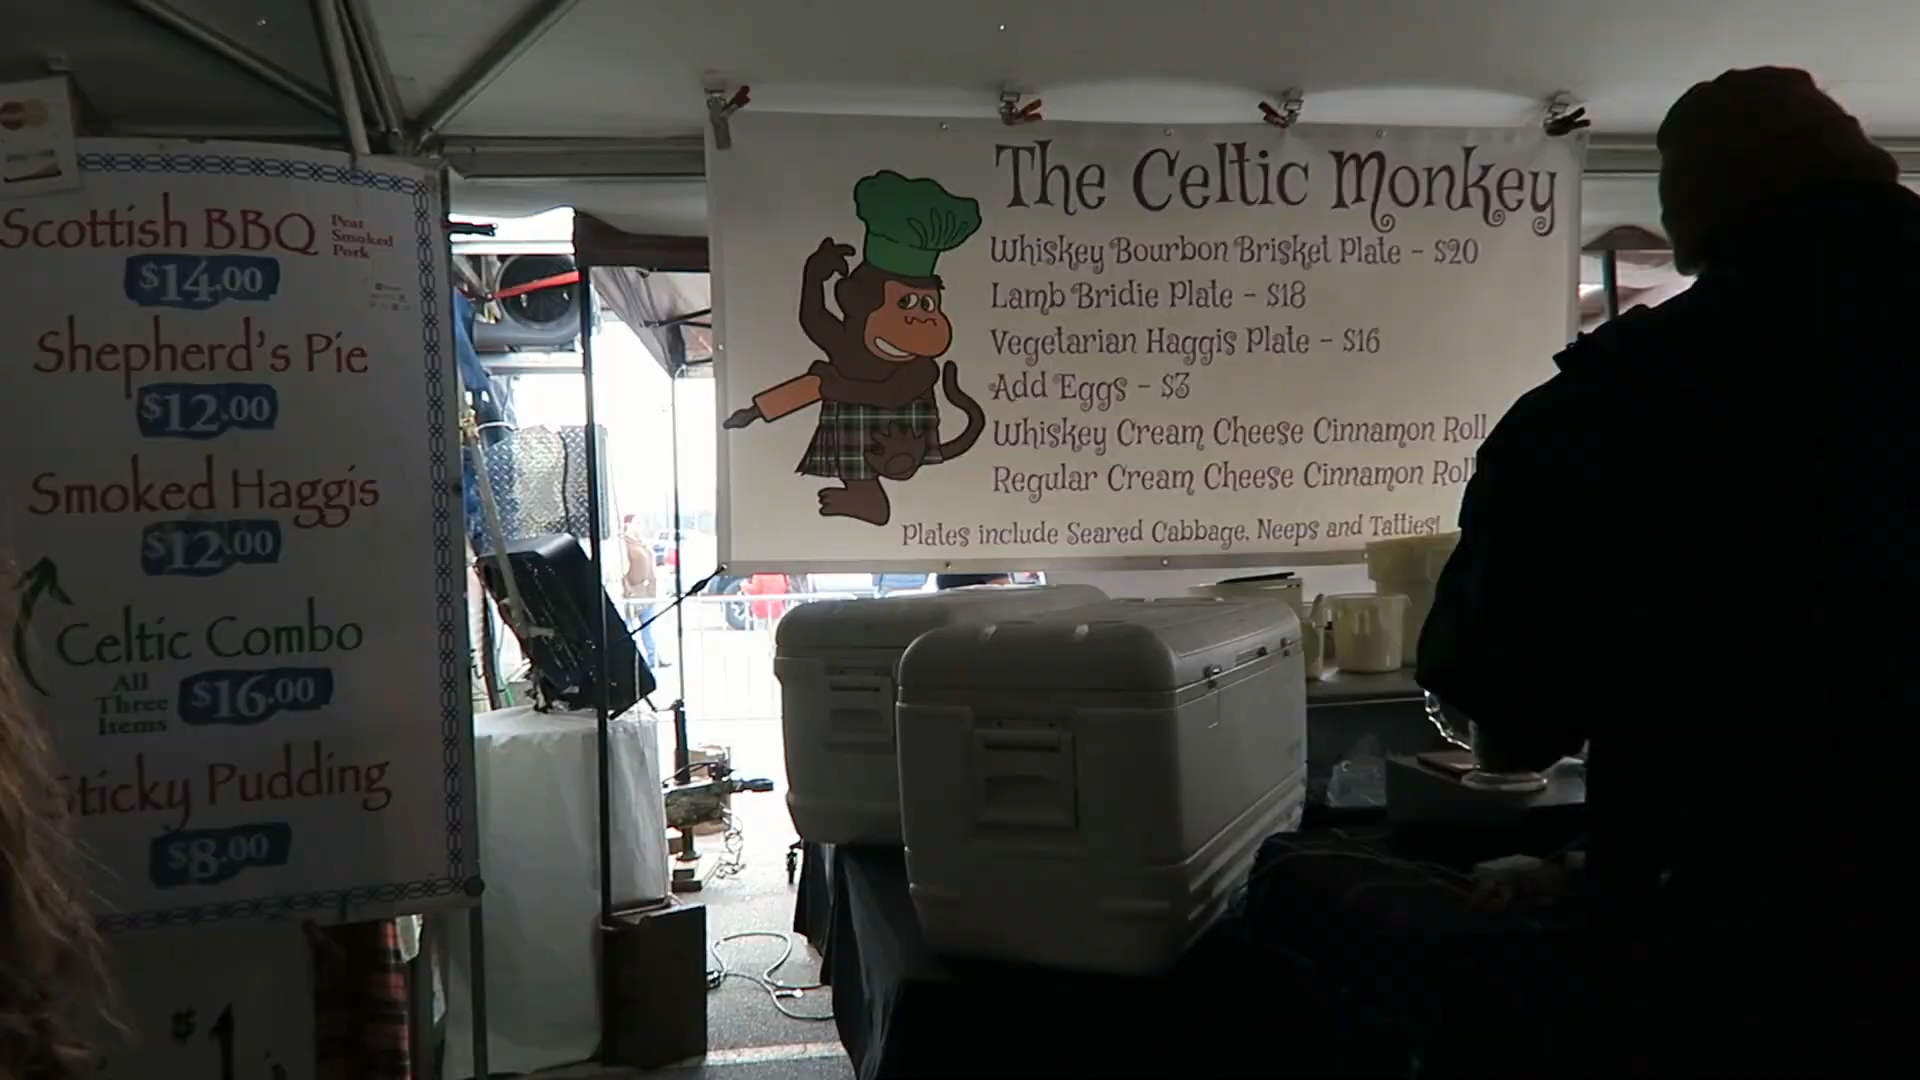 Scottish BBQ
Peat
Smoked
Pork
$14.00
Shepherd's Pie
$12.00
Smoked Haggis
$12.00
Celtic Combo
All
Three
Items
$16.00
Sticky Pudding
$8.00
$1
The Celtic Monkey
Whiskey Bourbon Brisket Plate - $20
Lamb Bridie Plate - $18
Vegetarian Haggis Plate - $16
Add Eggs - $3
Whiskey Cream Cheese Cinnamon Roll
Regular Cream Cheese Cinnamon Roll
Plates include Seared Cabbage, Neeps and Tatties!